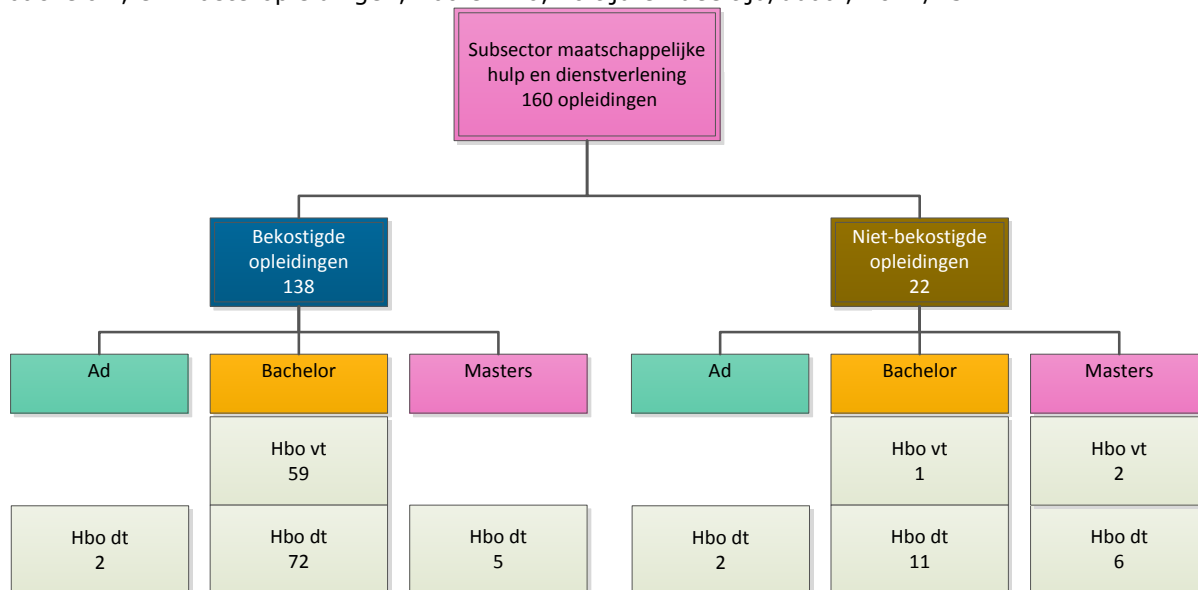 Subsector maatschappelijke
hulp en dienstverlening
160 opleidingen
Bekostigde
opleidingen
138
Niet-bekostigde
opleidingen
22
Ad
Bachelor
Masters
Ad
Bachelor
Masters
Hbo vt
59
Hbo vt
1
Hbo vt
2
Hbo dt
2
Hbo dt
72
Hbo dt
5
Hbo dt
2
Hbo dt
11
Hbo dt
6